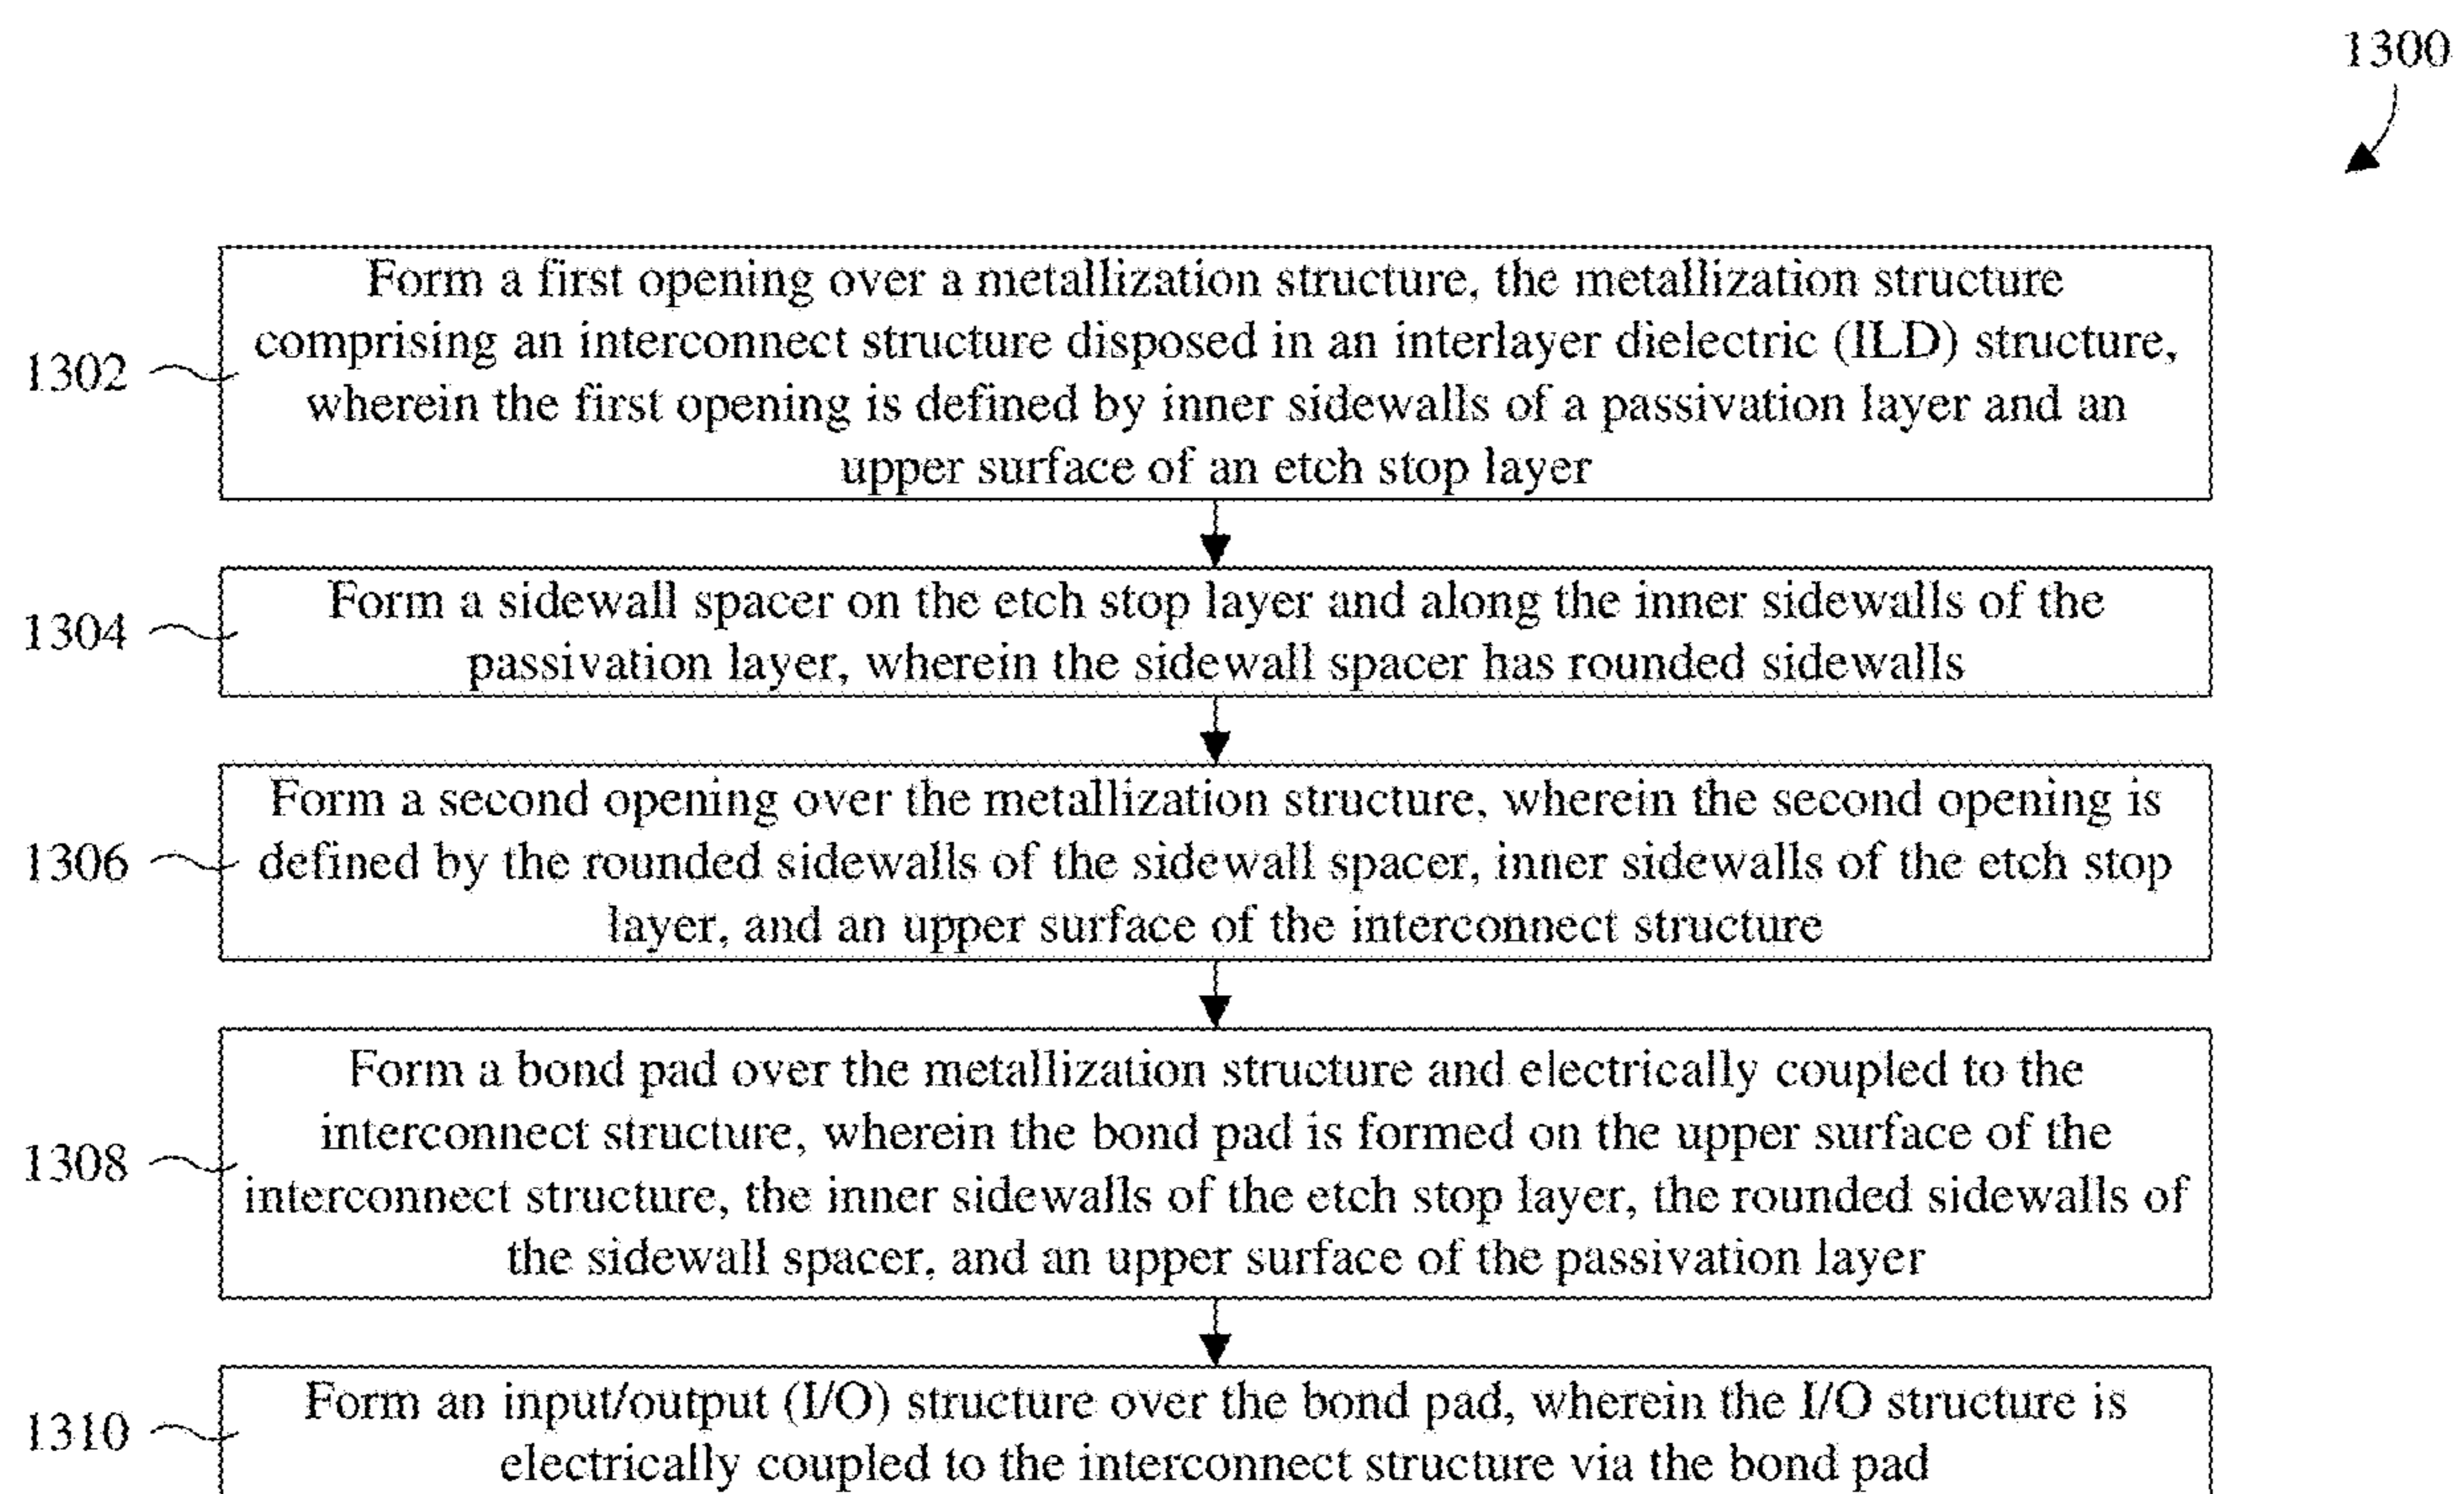 1300
Form a first opening over a metallization structure, the metallization structure
comprising an interconnect structure disposed in an interlayer dielectric (ILD) structure,
wherein the first opening is defined by inner sidewalls of a passivation layer and an
upper surface of an etch stop layer
1302
Form a sidewall spacer on the etch stop layer and along the inner sidewalls of the
passivation layer, wherein the sidewall spacer has rounded sidewalls
1304
Form a second opening over the metallization structure, wherein the second opening is
defined by the rounded sidewalls of the sidewall spacer, inner sidewalls of the etch stop
layer, and an upper surface of the interconnect structure
1306
Form a bond pad over the metallization structure and electrically coupled to the
interconnect structure, wherein the bond pad is formed on the upper surface of the
interconnect structure, the inner sidewalls of the etch stop layer, the rounded sidewalls of
the sidewall spacer, and an upper surface of the passivation layer
1308
Form an input/output (I/O) structure over the bond pad, wherein the I/O structure is
electrically coupled to the interconnect structure via the bond pad
1310